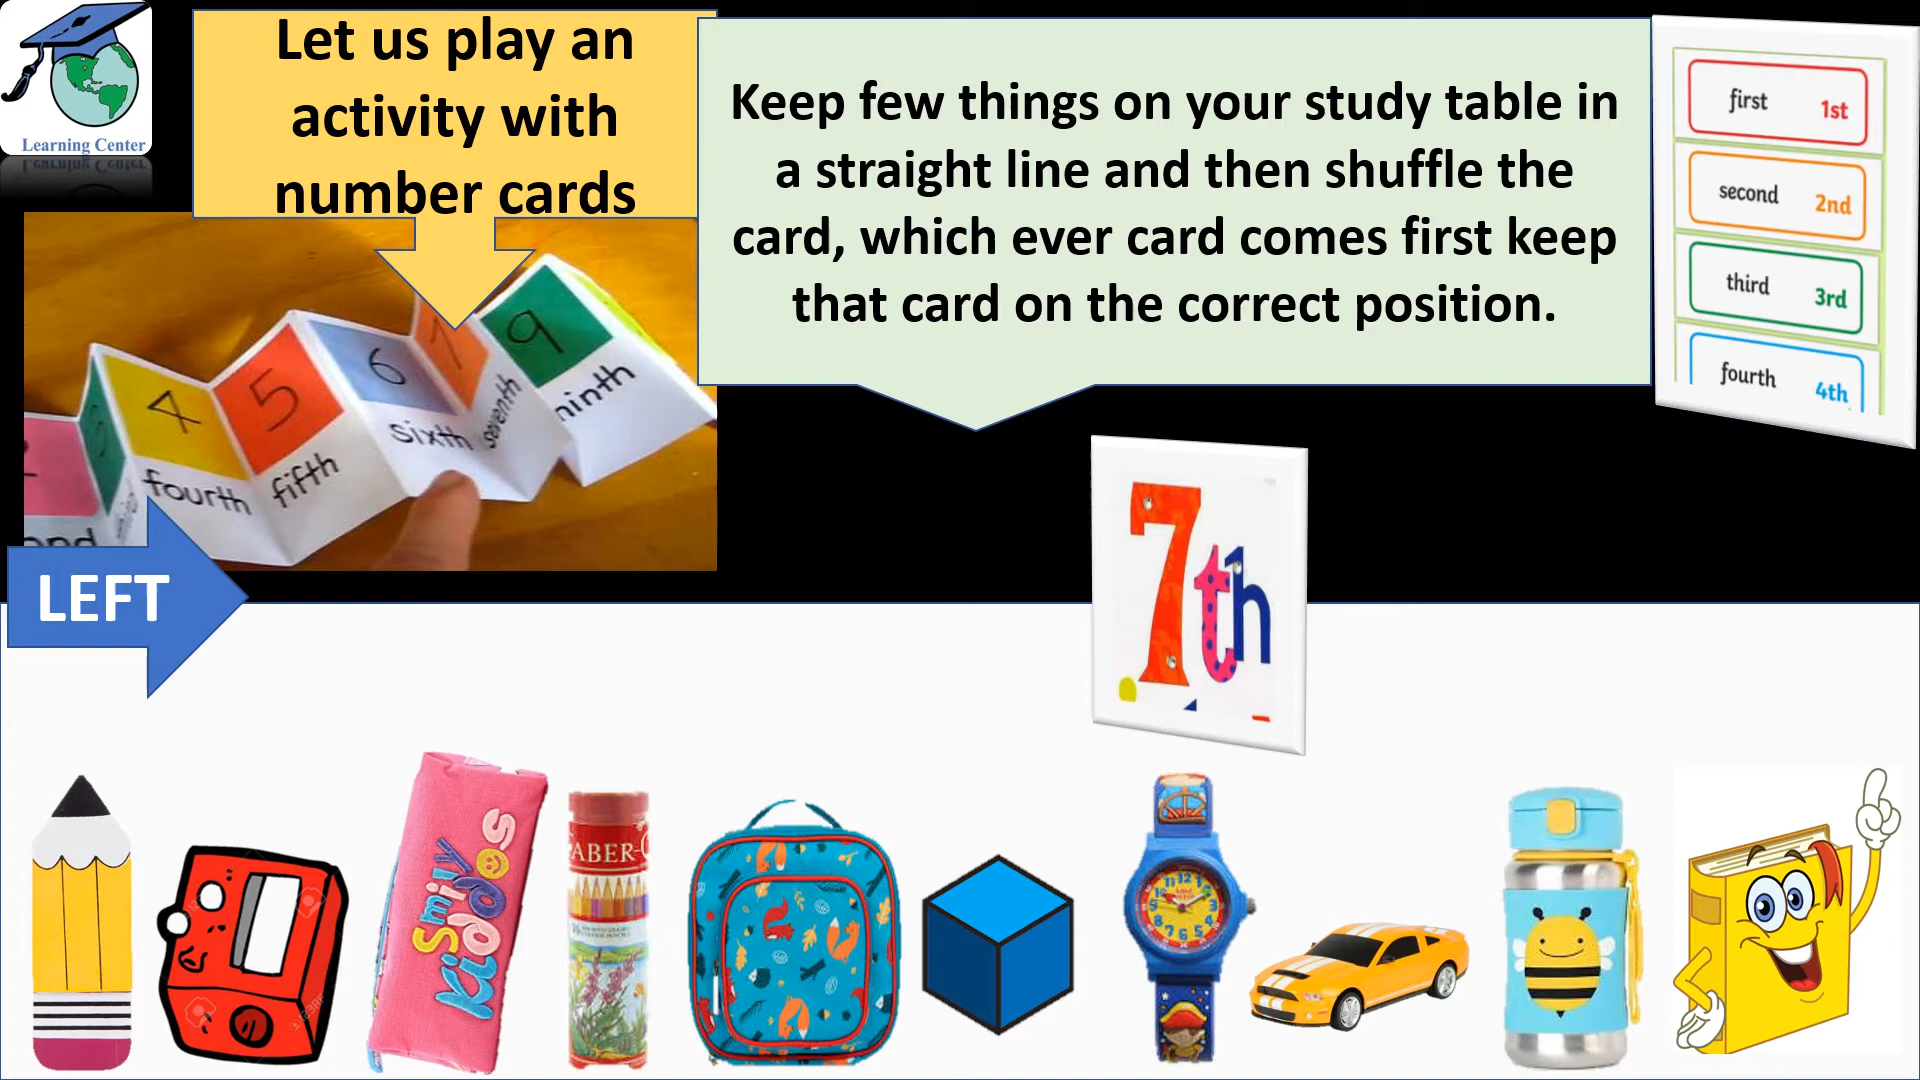 Learning Center
Let us play an
activity with
number cards
Keep few things on your study table in
a straight line and then shuffle the
card, which ever card comes first keep
that card on the correct position.
first 1st
second 2nd
third 3rd
fourth 4th
4
5
6
7
9
fourth
fifth
sixth
seventh
ninth
LEFT
7th
Smily
Kiddos